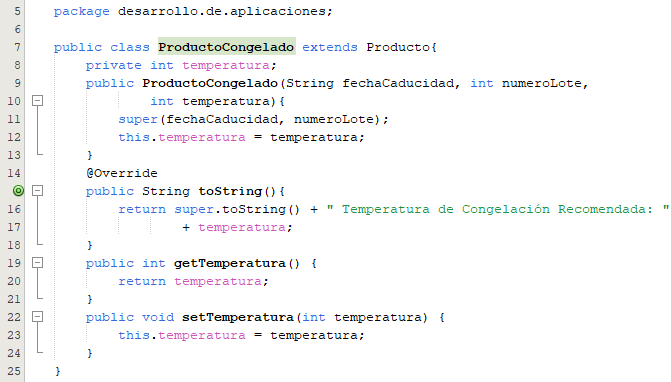 5 package desarrollo.de.aplicaciones;
6
7 public class ProductoCongelado extends Producto{
8 private int temperatura;
9 public ProductoCongelado(String fechaCaducidad, int numeroLote,
10 int temperatura){
11 super(fechaCaducidad, numeroLote);
12 this.temperatura = temperatura;
13 }
14 @Override
public String toString(){
16 return super.toString() + " Temperatura de Congelación Recomendada: "
17 + temperatura;
18 }
19 public int getTemperatura() {
20 return temperatura;
21 }
22 public void setTemperatura(int temperatura) {
23 this.temperatura = temperatura;
24 }
25 }